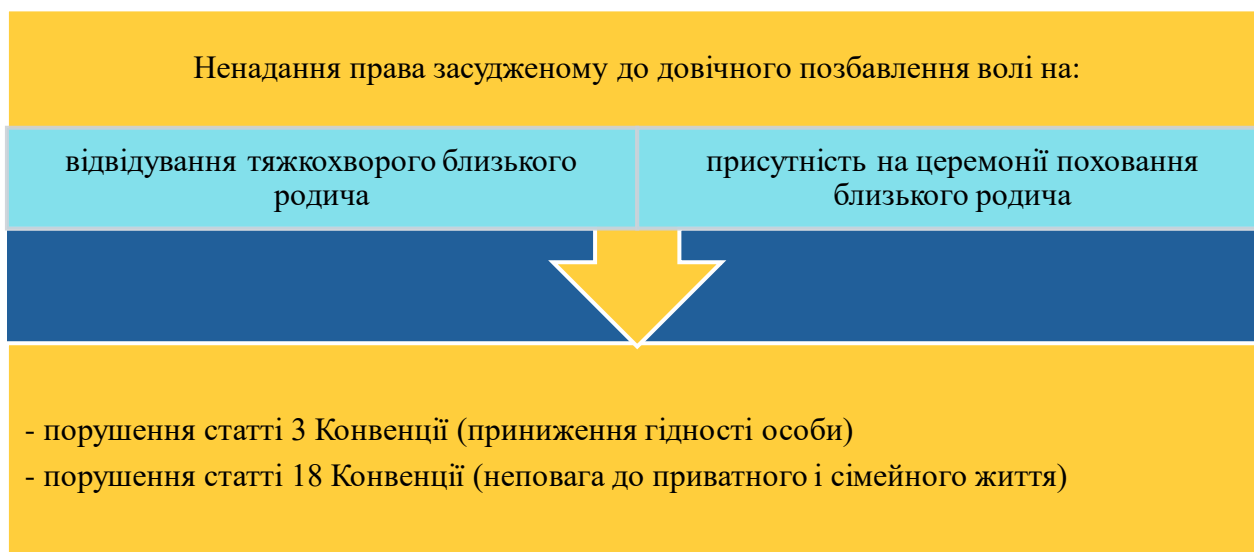 Ненадання права засудженому до довічного позбавлення волі на:
відвідування тяжкохворого близького
родича
присутність на церемонії поховання
близького родича
- порушення статті 3 Конвенції (приниження гідності особи)
- порушення статті 18 Конвенції (неповага до приватного і сімейного життя)